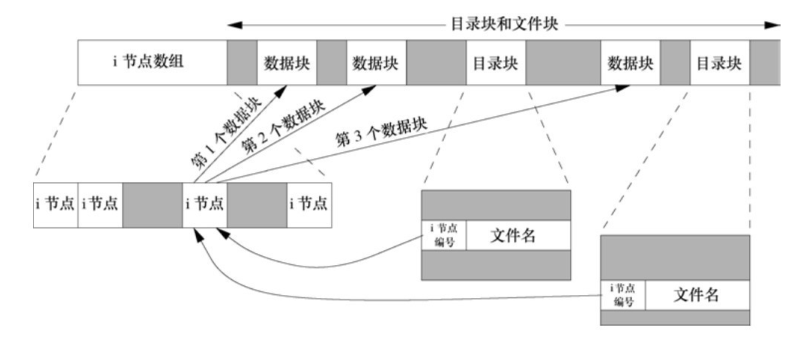 目录块和文件块
i 节点数组
数据块
数据块
目录块
数据块
目录块
第 1 个数据块
第 2 个数据块
第 3 个数据块
i 节点
i 节点
i 节点
i 节点
i 节点
编号
文件名
i 节点
编号
文件名